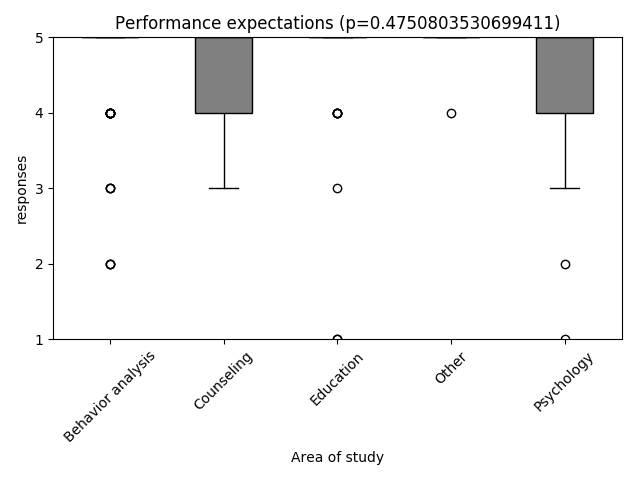 Performance expectations (p=0.4750803530699411)
5
4
3
2
1
responses
Behavior analysis
Counseling
Education
Other
Psychology
Area of study